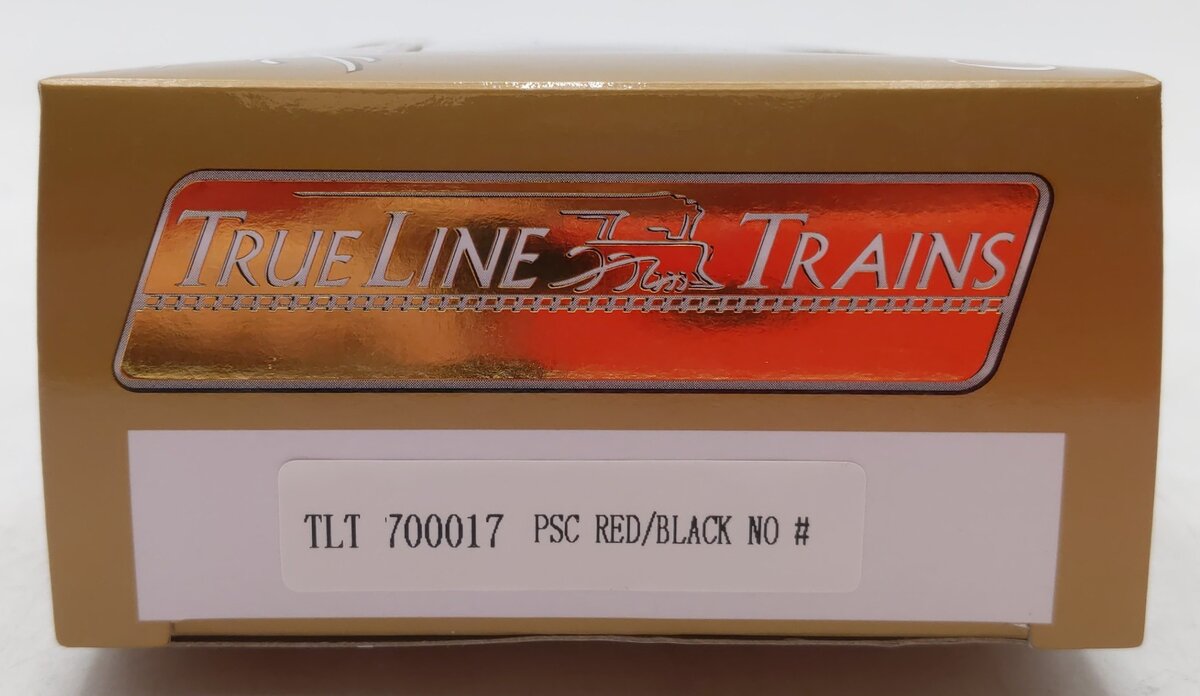 TRUE LINE TRAINS
TLT 700017 PSC RED/BLACK NO #